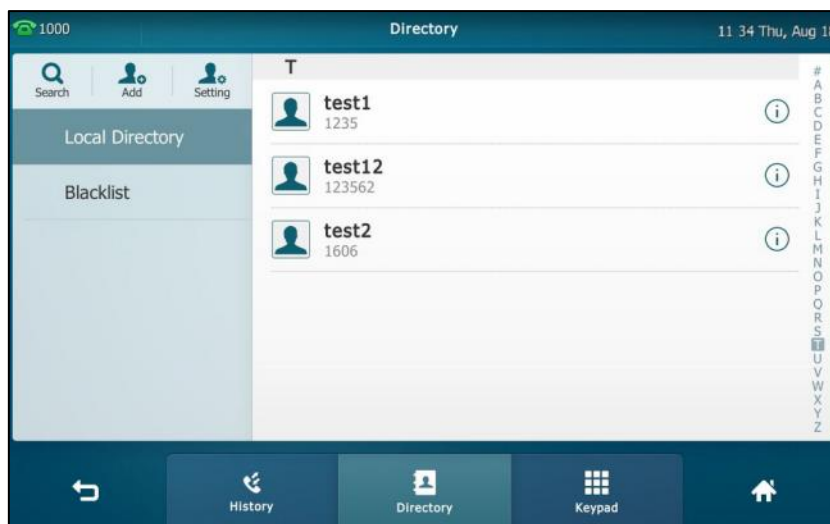 1000
Directory
11 34 Thu, Aug
Search
Add
Setting
Local Directory
Blacklist
T
test1
1235
test12
123562
test2
1606
#
A
B
C
D
E
F
G
H
I
J
K
L
M
N
O
P
Q
R
S
T
U
V
W
X
Y
Z
History
Directory
Keypad